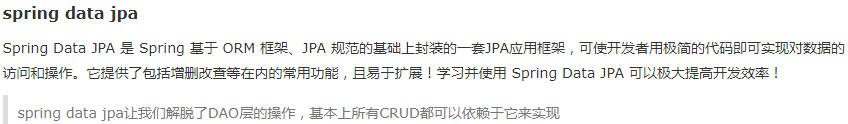 spring data jpa
Spring Data JPA 是 Spring 基于 ORM 框架、JPA 规范的基础上封装的一套JPA应用框架，可使开发者用极简的代码即可实现对数据的
访问和操作。它提供了包括增删改查等在内的常用功能，且易于扩展！学习并使用 Spring Data JPA 可以极大提高开发效率！
spring data jpa让我们解脱了DAO层的操作，基本上所有CRUD都可以依赖于它来实现